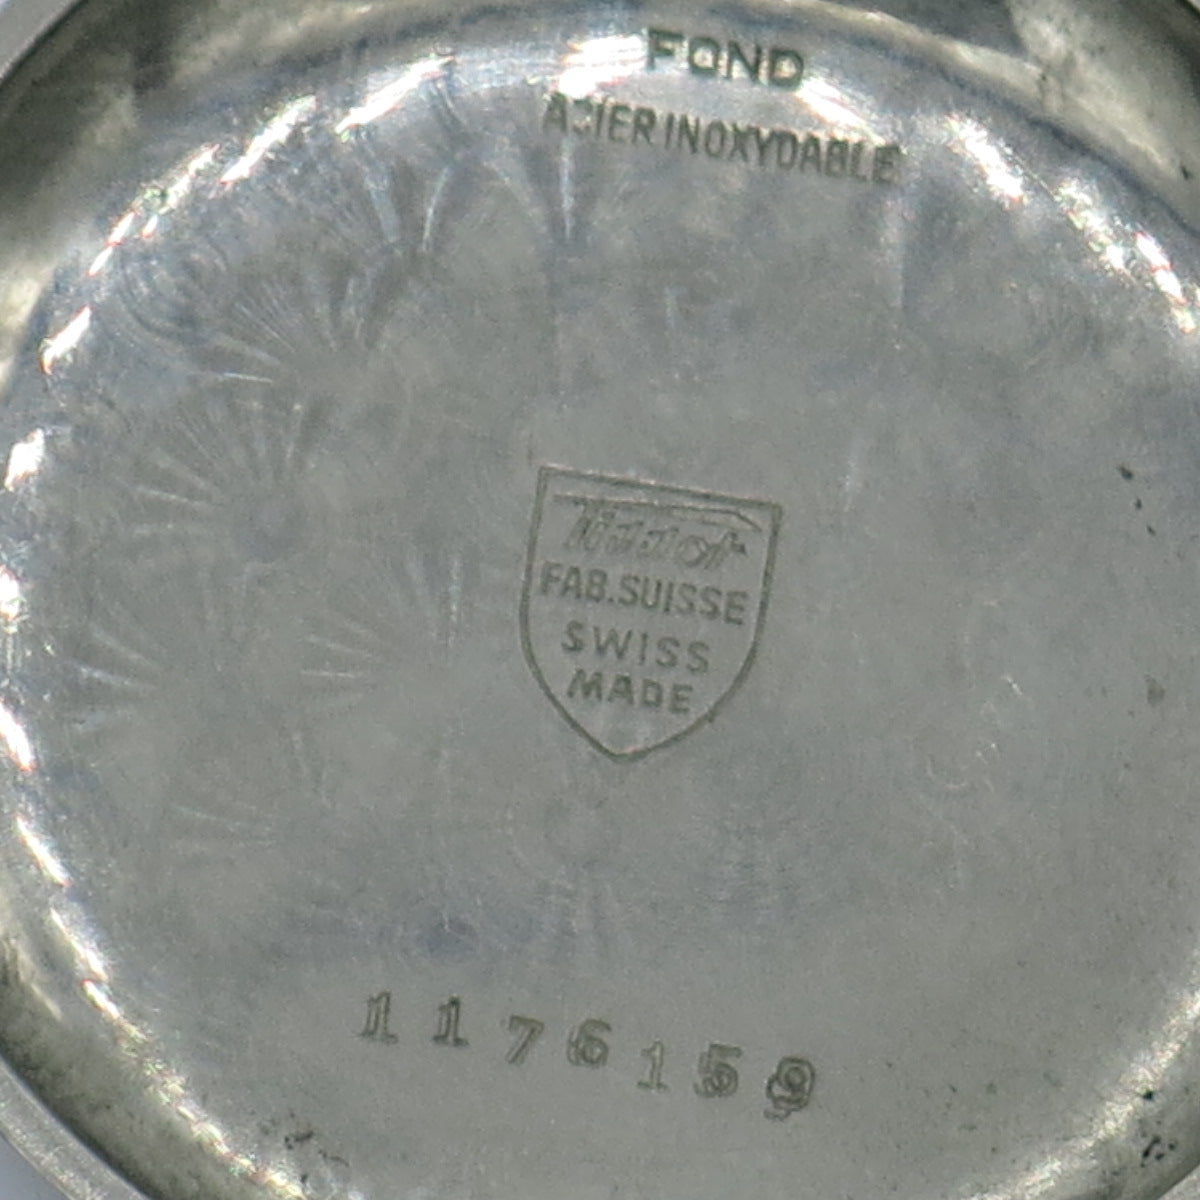 FOND
ACIER INOXYDABLE
Tissot
FAB. SUISSE
SWISS
MADE
1176159